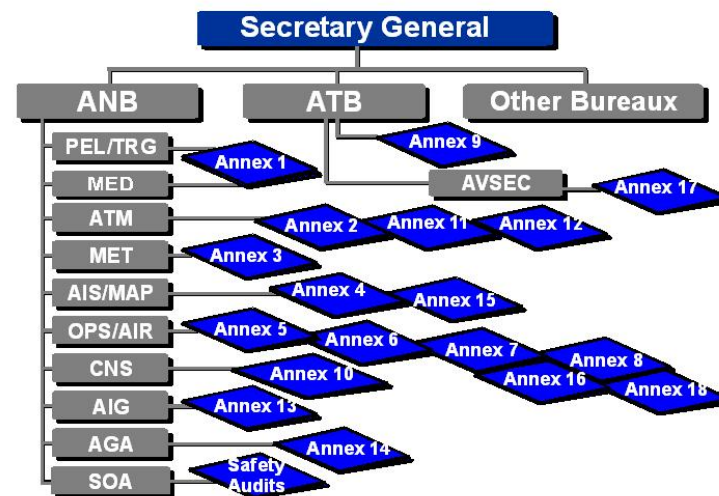 Secretary General
ANB
ATB
Other Bureaux
PEL/TRG
Annex 1
Annex 9
MED
AVSEC
Annex 17
ATM
Annex 2
Annex 11
Annex 12
MET
Annex 3
AIS/MAP
Annex 4
Annex 15
OPS/AIR
Annex 5
Annex 6
Annex 7
Annex 8
CNS
Annex 10
Annex 16
Annex 18
AIG
Annex 13
AGA
Annex 14
SOA
Safety
Audits